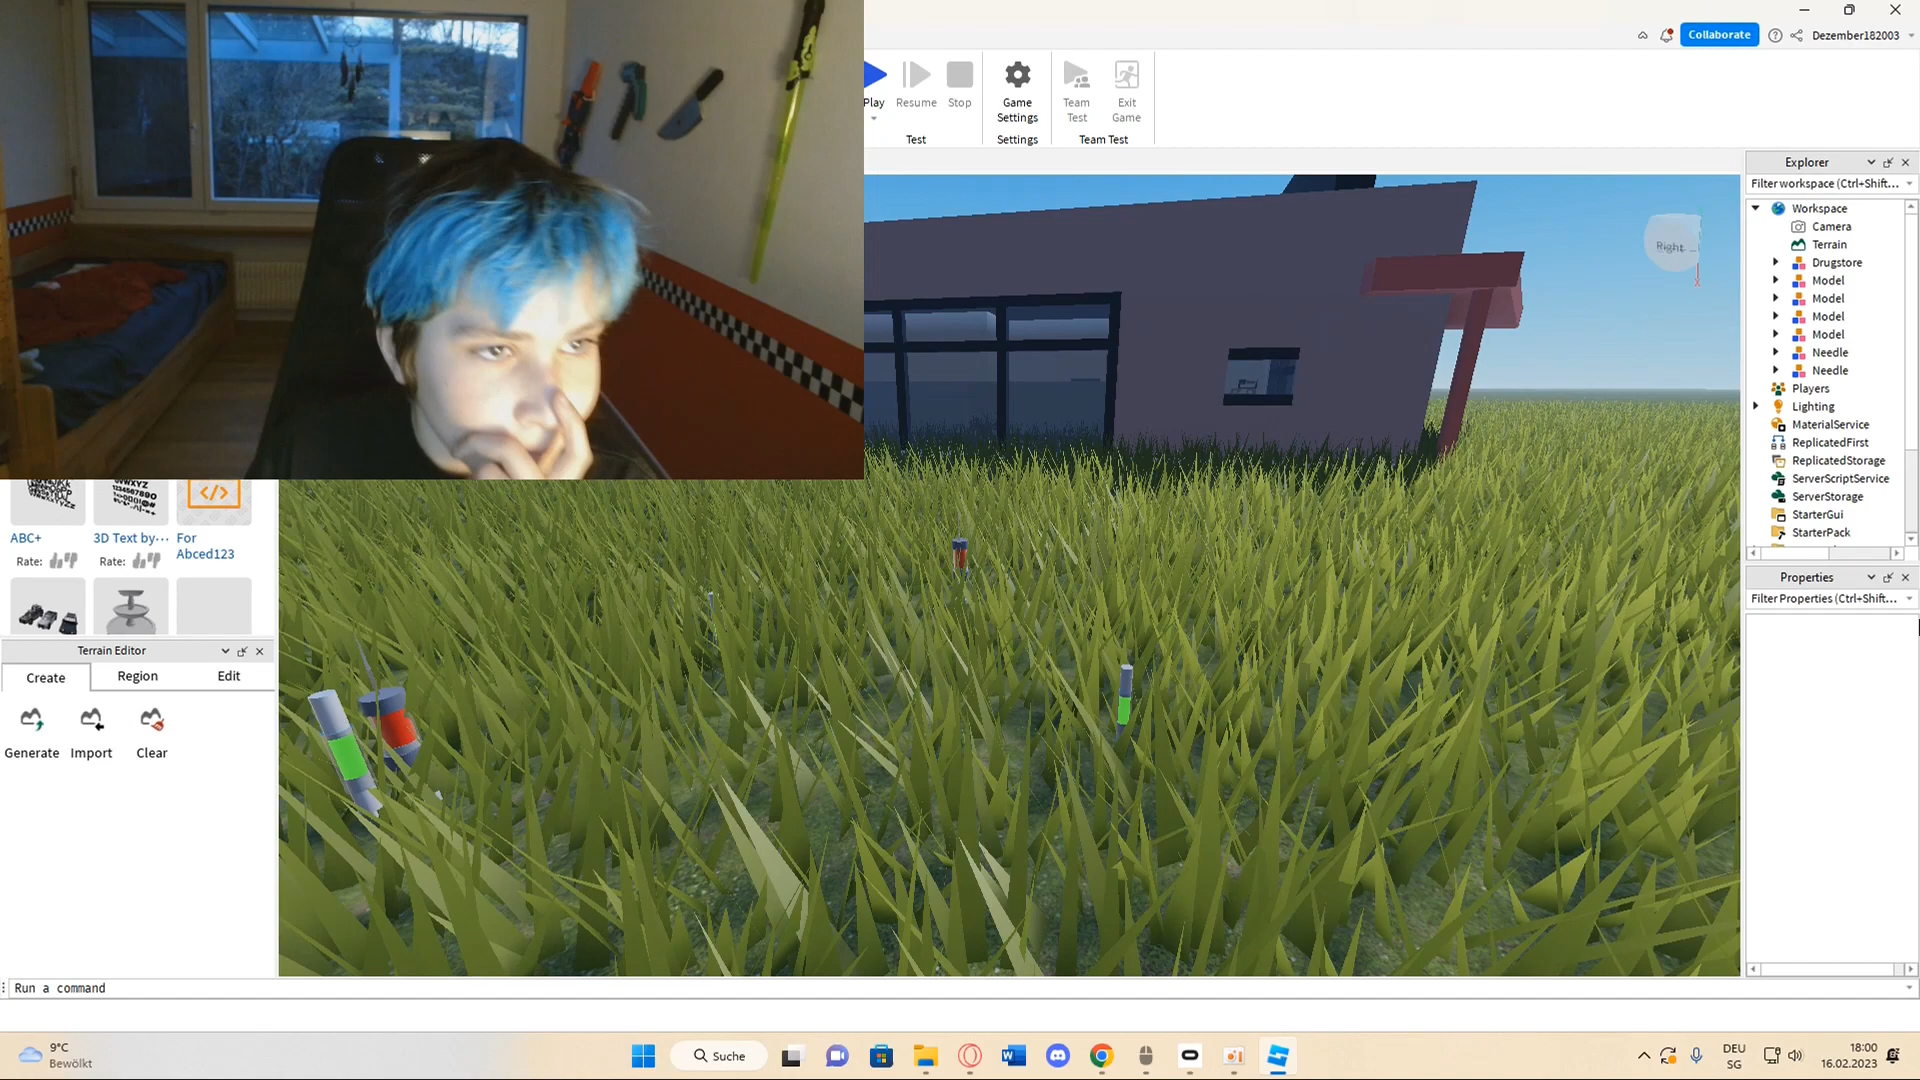 Collaborate
Dezember182003
Play
Resume
Stop
Game
Settings
Team
Test
Exit
Game
Test
Settings
Team Test
Explorer
Filter workspace (Ctrl+Shift...
Workspace
Camera
Terrain
Drugstore
Model
Model
Model
Model
Needle
Needle
Players
Lighting
MaterialService
ReplicatedFirst
ReplicatedStorage
ServerScriptService
ServerStorage
StarterGui
StarterPack
Right
X
Properties
Filter Properties (Ctrl+Shift...
ABC+
Rate:
3D Text by...
Rate:
For
Abced123
Terrain Editor
Create
Region
Edit
Generate
Import
Clear
Run a command
9°C
Bewölkt
Suche
DEU
SG
18:00
16.02.2023